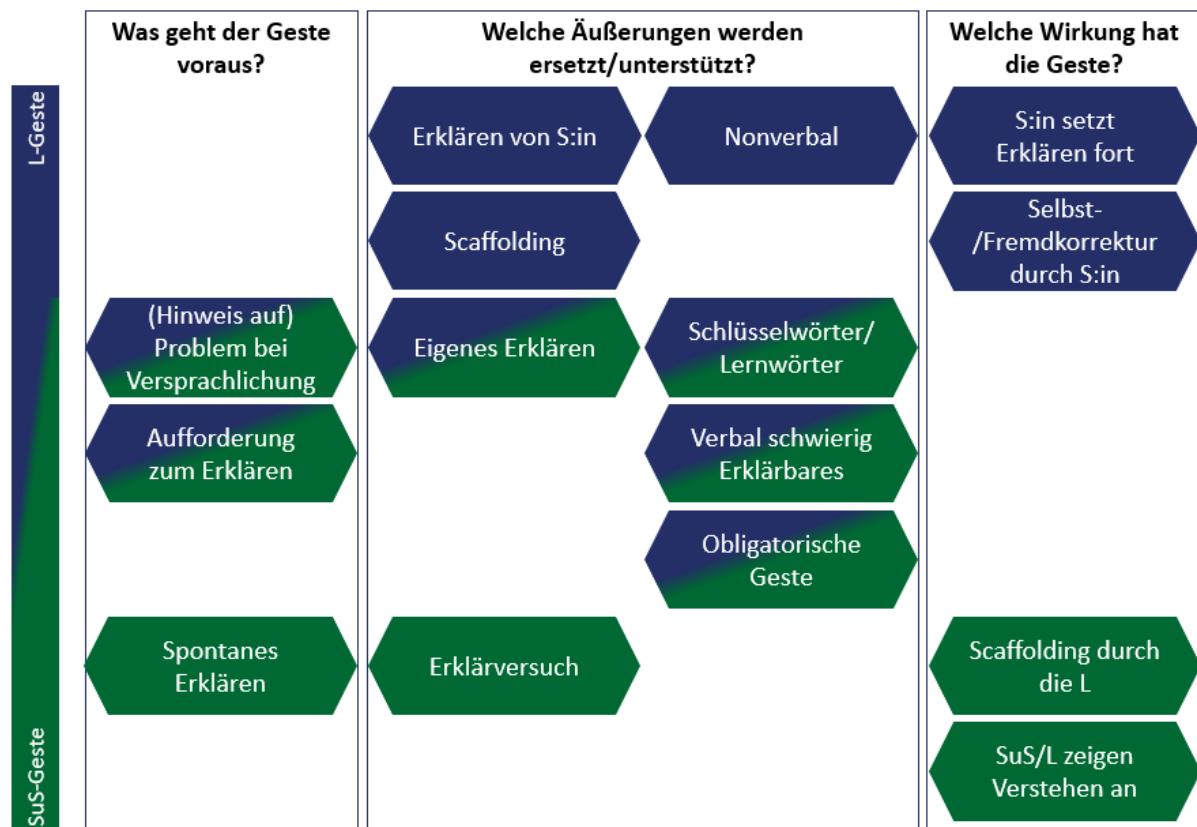 Was geht der Geste
voraus?
Welche Äußerungen werden
ersetzt/unterstützt?
Welche Wirkung hat
die Geste?
L-Geste
Erklären von S:in
Nonverbal
S:in setzt
Erklären fort
Scaffolding
Selbst-
/Fremdkorrektur
durch S:in
(Hinweis auf)
Problem bei
Versprachlichung
Eigenes Erklären
Schlüsselwörter/
Lernwörter
Aufforderung
zum Erklären
Verbal schwierig
Erklärbares
Obligatorische
Geste
Spontanes
Erklären
Erklärversuch
Scaffolding durch
die L
SuS/L zeigen
Verstehen an
SuS-Geste